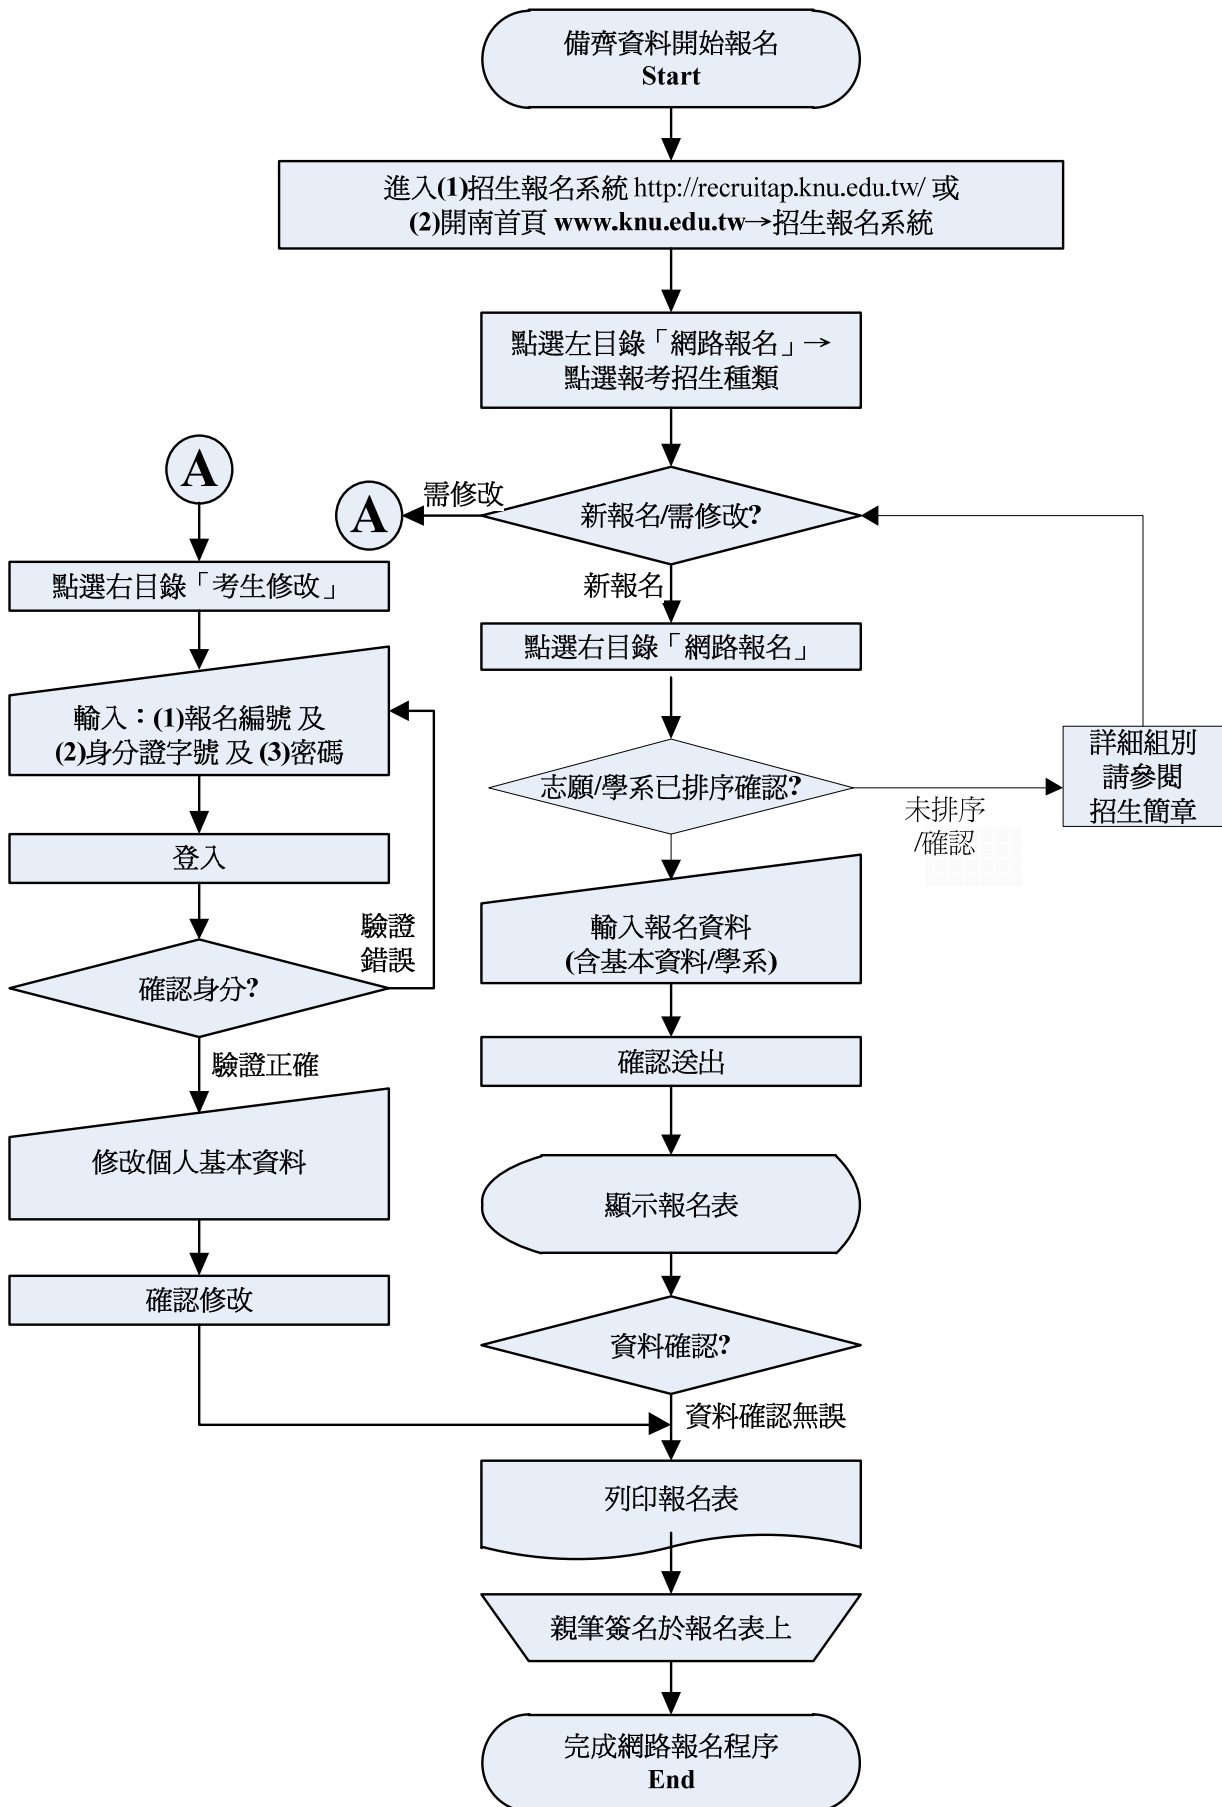 備齊資料開始報名
Start
進入(1)招生報名系統 http://recruitap.knu.edu.tw/ 或
(2)開南首頁 www.knu.edu.tw→招生報名系統
點選左目錄「網路報名」→
點選報考招生種類
新報名/需修改?
需修改
A
新報名
點選右目錄「網路報名」
志願/學系已排序確認?
未排序
/確認
詳細組別
請參閱
招生簡章
輸入報名資料
(含基本資料/學系)
確認送出
顯示報名表
資料確認?
資料確認無誤
A
點選右目錄「考生修改」
輸入：(1)報名編號 及
(2)身分證字號 及 (3)密碼
登入
確認身分?
驗證
錯誤
驗證正確
修改個人基本資料
確認修改
列印報名表
親筆簽名於報名表上
完成網路報名程序
End